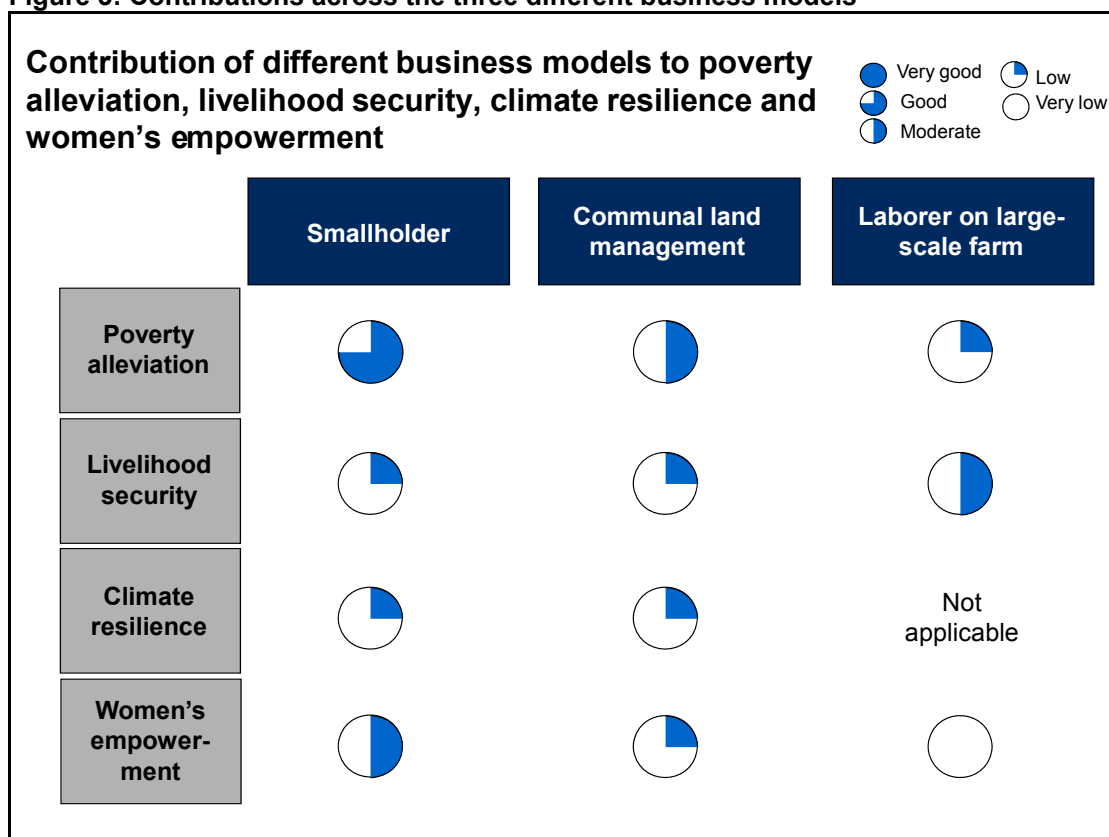 Figure 3: Contributions across the three different business models
Contribution of different business models to poverty
alleviation, livelihood security, climate resilience and
women's empowerment
Very good
Good
Moderate
Low
Very low
Smallholder
Communal land
management
Laborer on large-
scale farm
Poverty
alleviation
Livelihood
security
Climate
resilience
Not
applicable
Women's
empower-
ment